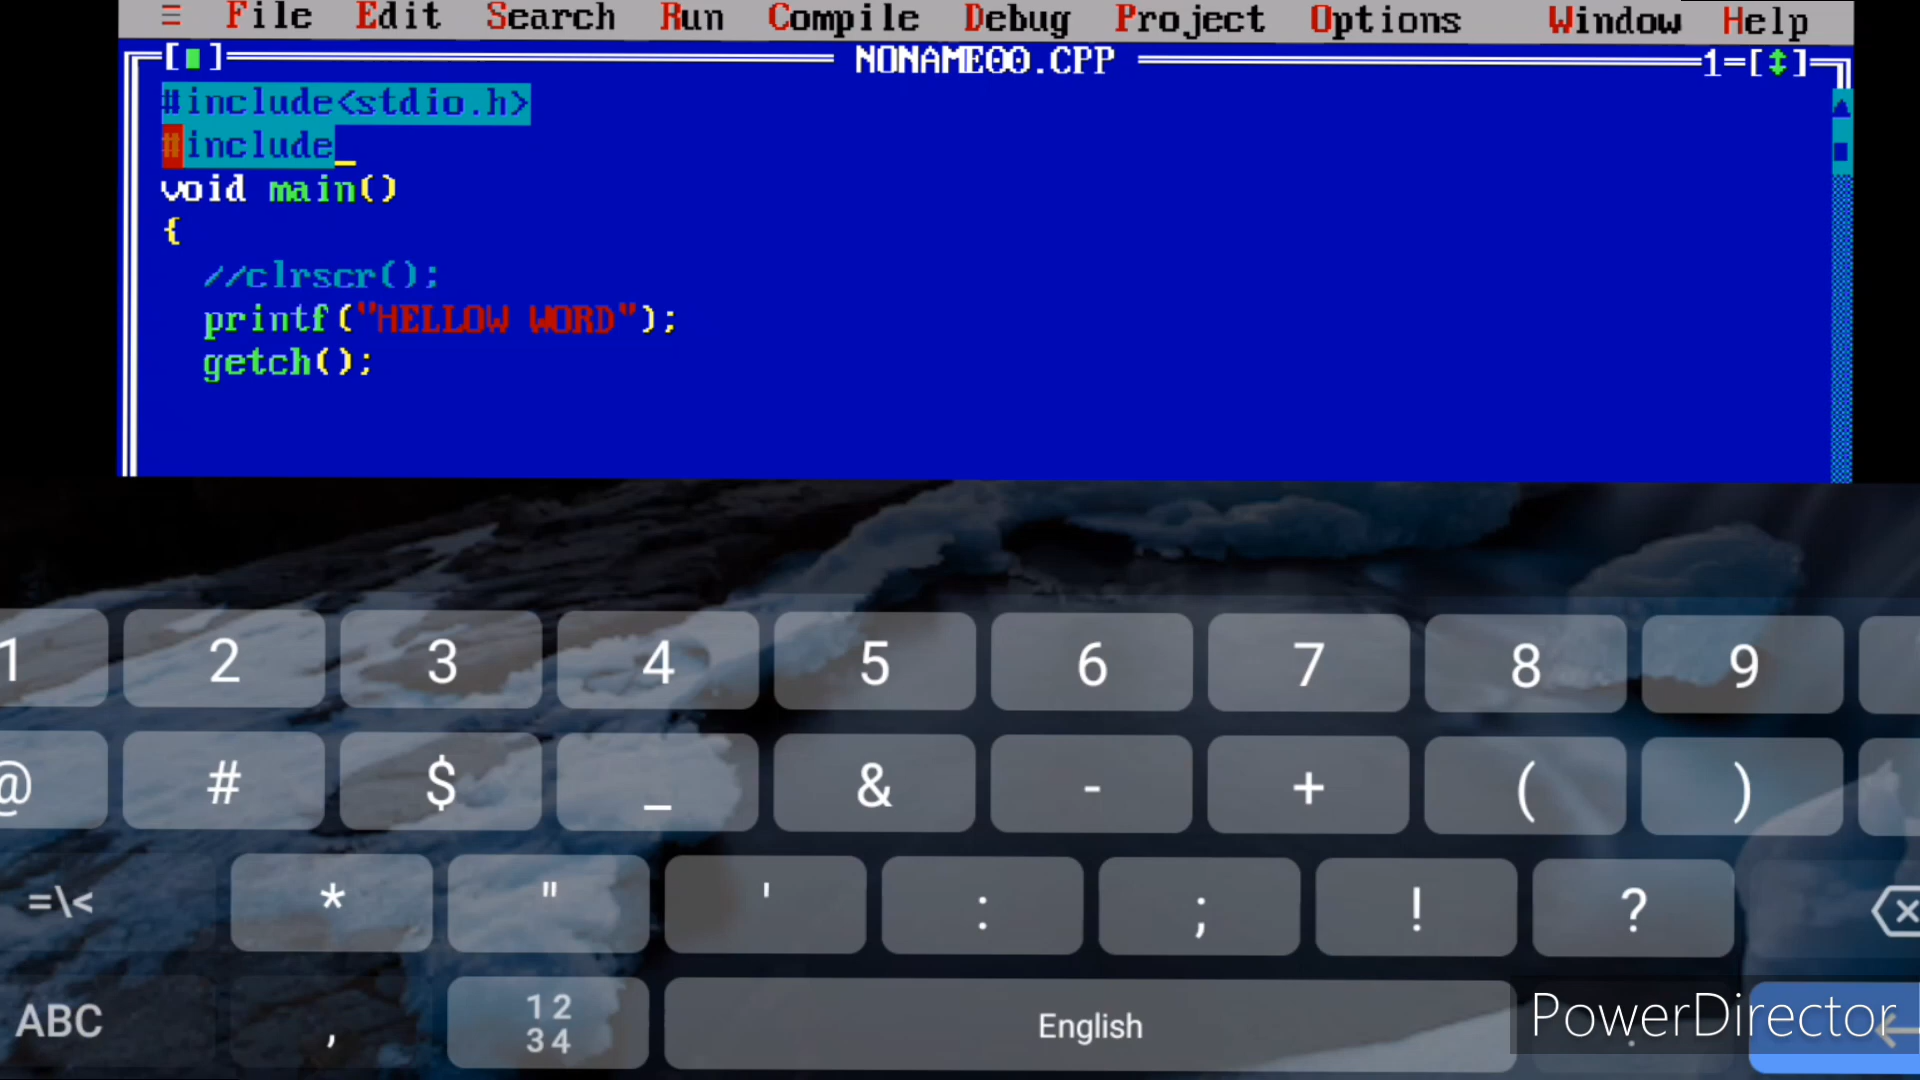 ≡ File Edit Search Run Compile Debug Project Options Window Help
[■] NONAME00.CPP 1=[↕]
#include<stdio.h>
#include_
void main()
{
//clrscr();
printf("HELLOW WORD");
getch();
1 2 3 4 5 6 7 8 9
@ # $ _ & - + ( )
=\< * " ' : ; ! ?
ABC , 12 34 English .
PowerDirector